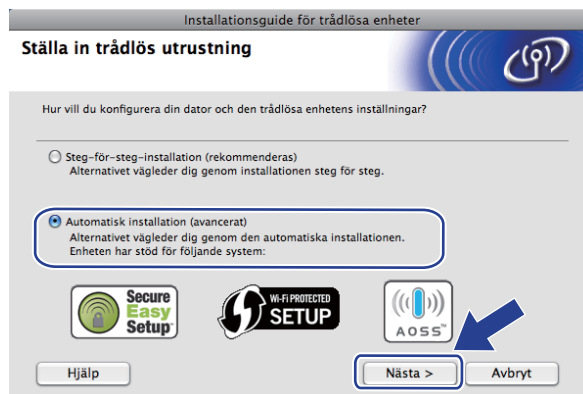 Installationsguide för trådlösa enheter
Ställa in trådlös utrustning
Hur vill du konfigurera din dator och den trådlösa enhetens inställningar?
Steg-för-steg-installation (rekommenderas)
Alternativet vägleder dig genom installationen steg för steg.
Automatisk installation (avancerat)
Alternativet vägleder dig genom den automatiska installationen.
Enheten har stöd för följande system:
Secure
Easy
Setup™
Wi-Fi PROTECTED
SETUP
AOSS™
Hjälp
Nästa >
Avbryt